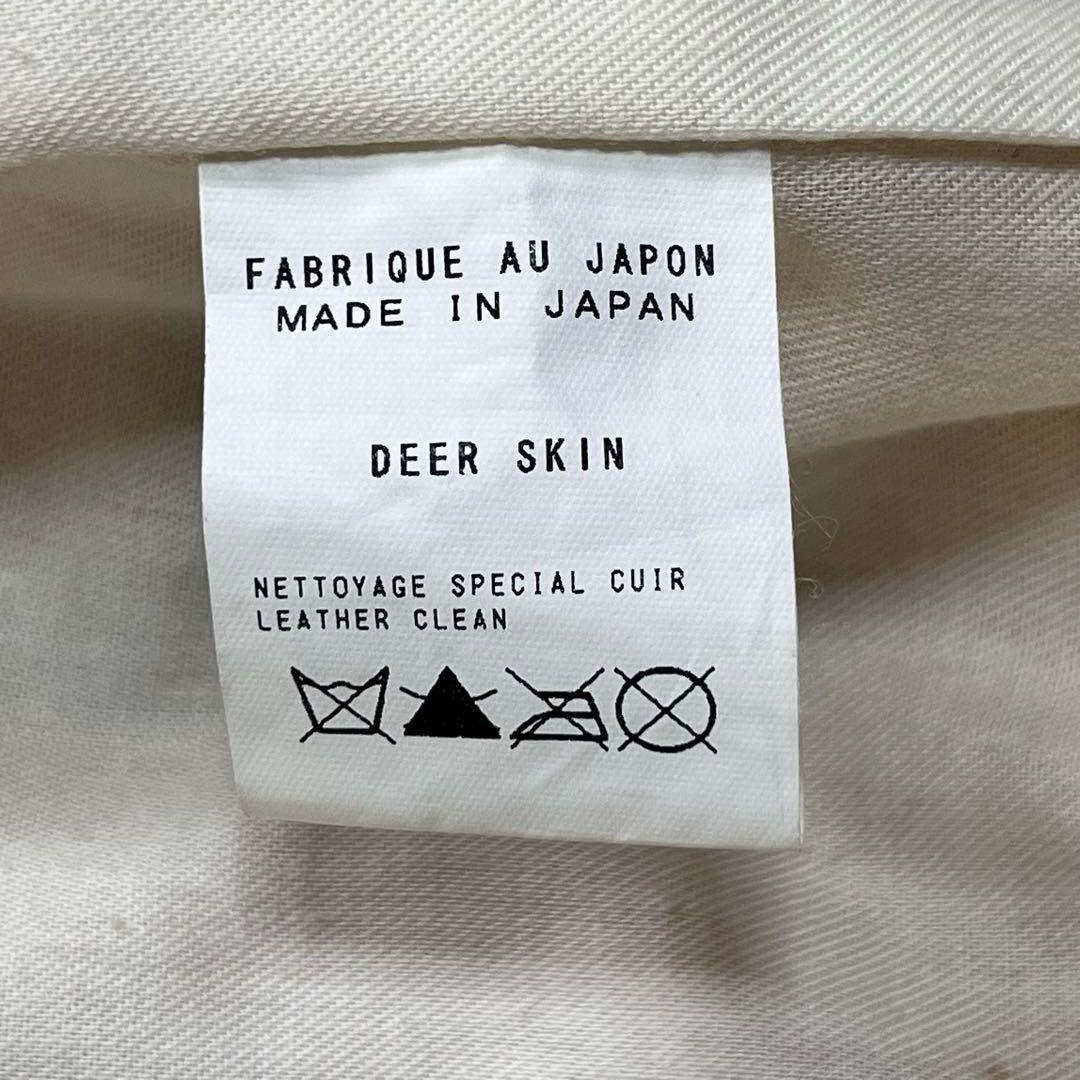 FABRIQUE AU JAPON
MADE IN JAPAN
DEER SKIN
NETTOYAGE SPECIAL CUIR
LEATHER CLEAN